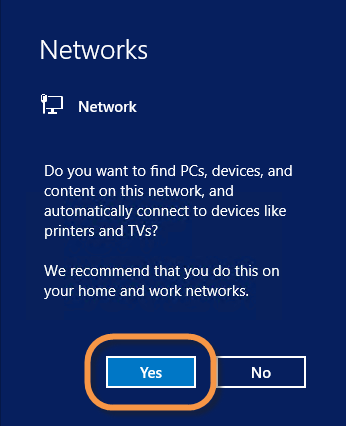 Networks
Network
Do you want to find PCs, devices, and
content on this network, and
automatically connect to devices like
printers and TVs?
We recommend that you do this on
your home and work networks.
Yes No